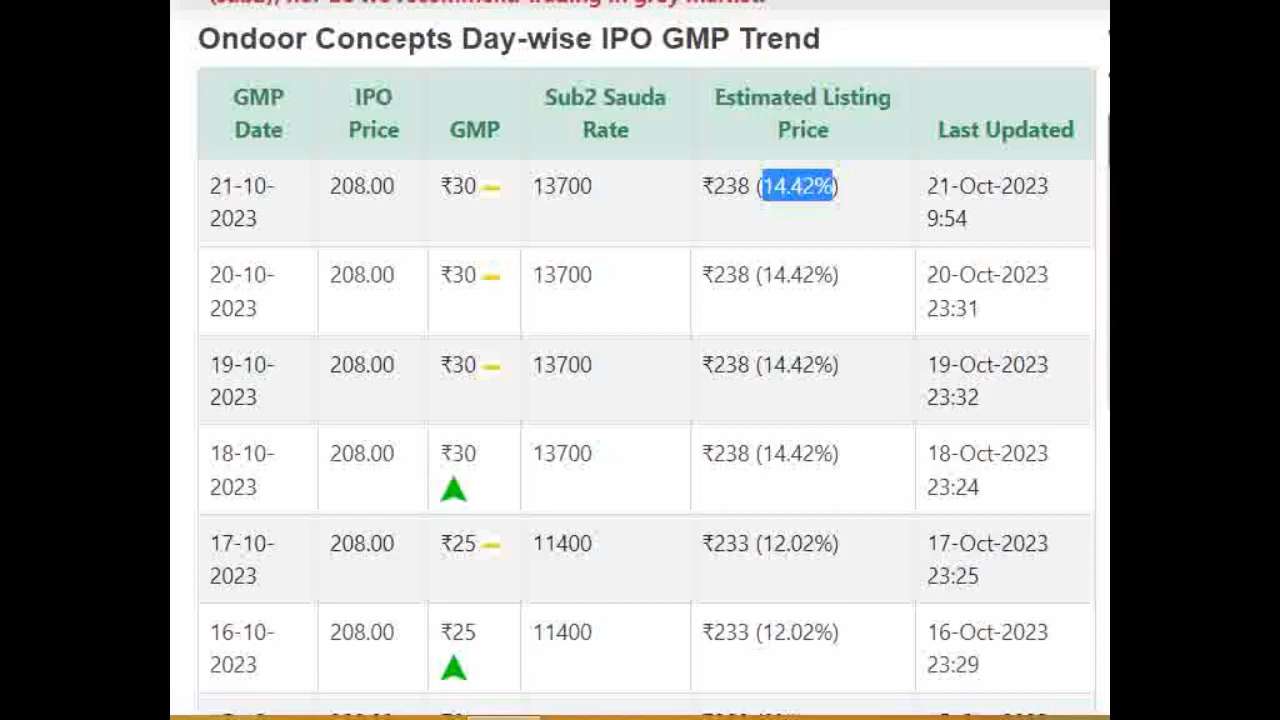 Ondoor Concepts Day-wise IPO GMP Trend
GMP Date IPO Price GMP Sub2 Sauda Rate Estimated Listing Price Last Updated
21-10-2023 208.00 ₹30 13700 ₹238 (14.42%) 21-Oct-2023 9:54
20-10-2023 208.00 ₹30 13700 ₹238 (14.42%) 20-Oct-2023 23:31
19-10-2023 208.00 ₹30 13700 ₹238 (14.42%) 19-Oct-2023 23:32
18-10-2023 208.00 ₹30 13700 ₹238 (14.42%) 18-Oct-2023 23:24
17-10-2023 208.00 ₹25 11400 ₹233 (12.02%) 17-Oct-2023 23:25
16-10-2023 208.00 ₹25 11400 ₹233 (12.02%) 16-Oct-2023 23:29